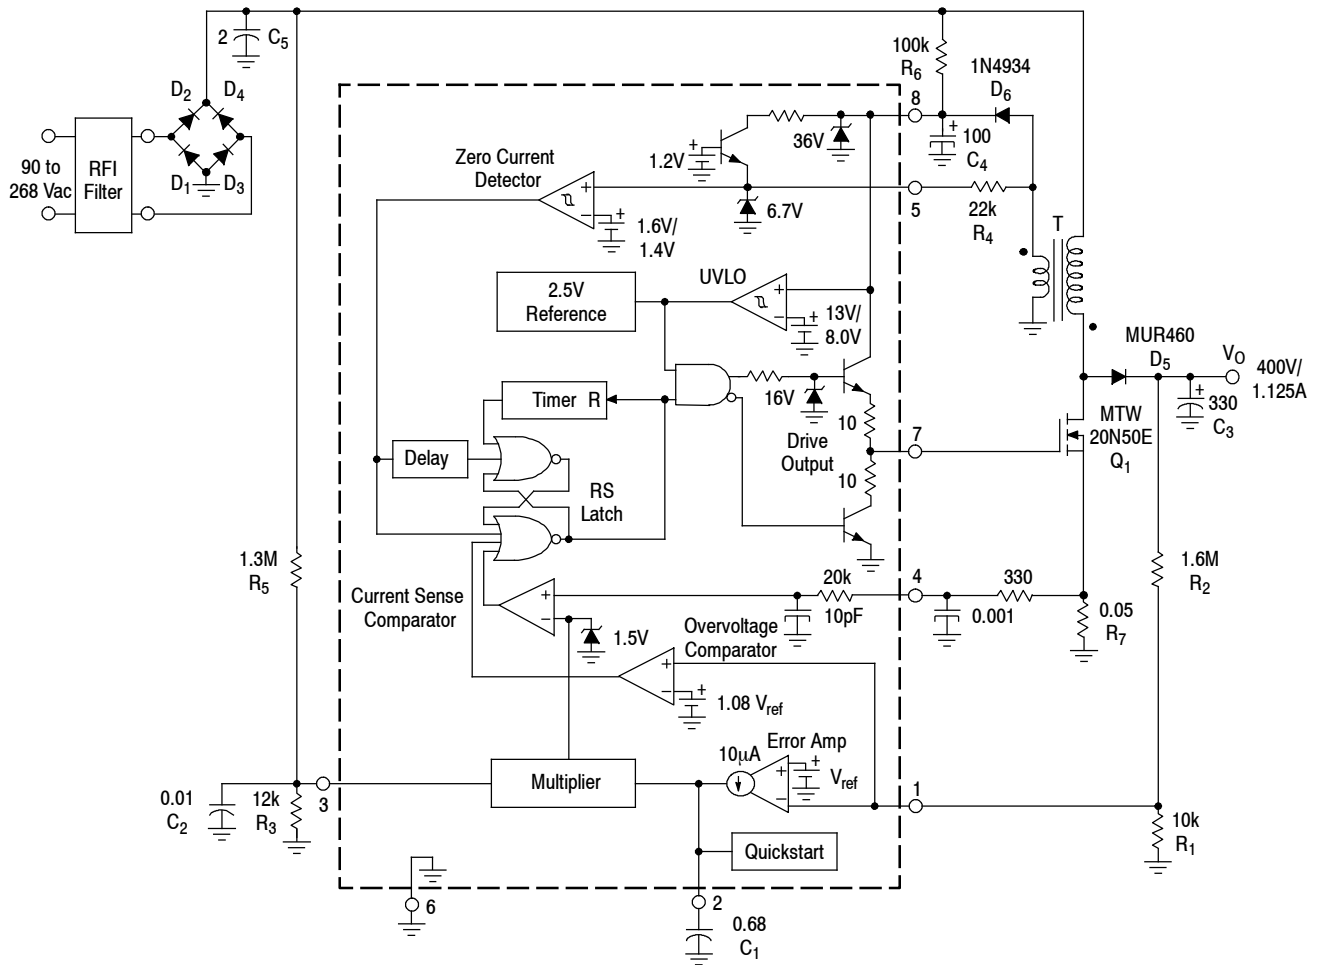 2
C5
100k
R6
1N4934
D6
D2
D4
8
36V
100
C4
1.2V
90 to
268 Vac
RFI
Filter
D1
D3
Zero Current
Detector
+
−
+
1.6V/
1.4V
6.7V
5
22k
R4
T
UVLO
2.5V
Reference
+
−
+
13V/
8.0V
MUR460
D5
VO
400V/
1.125A
16V
Timer R
10
330
C3
MTW
20N50E
Q1
Drive
Output
7
Delay
10
RS
Latch
1.3M
R5
20k
4
330
1.6M
R2
Current Sense
Comparator
+
−
10pF
0.001
0.05
R7
1.5V
Overvoltage
Comparator
+
−
+
1.08 Vref
Error Amp
10μA
+
−
+
Vref
Multiplier
3
1
0.01
C2
12k
R3
10k
R1
Quickstart
6
2
0.68
C1